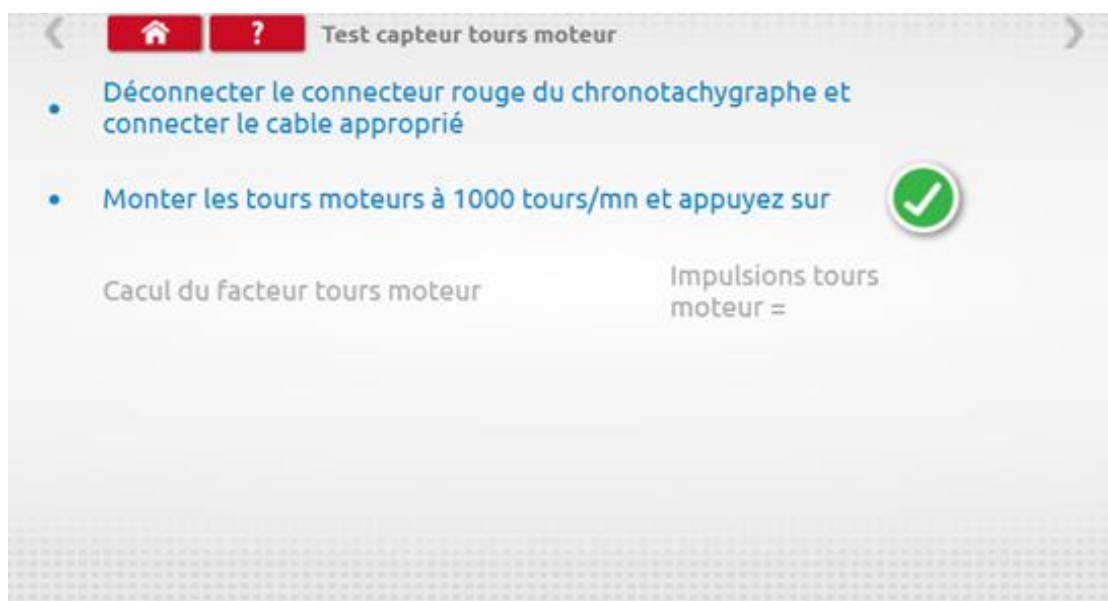 ? Test capteur tours moteur
Déconnecter le connecteur rouge du chronotachygraphe et
connecter le cable approprié
Monter les tours moteurs à 1000 tours/mn et appuyez sur
Cacul du facteur tours moteur
Impulsions tours
moteur =